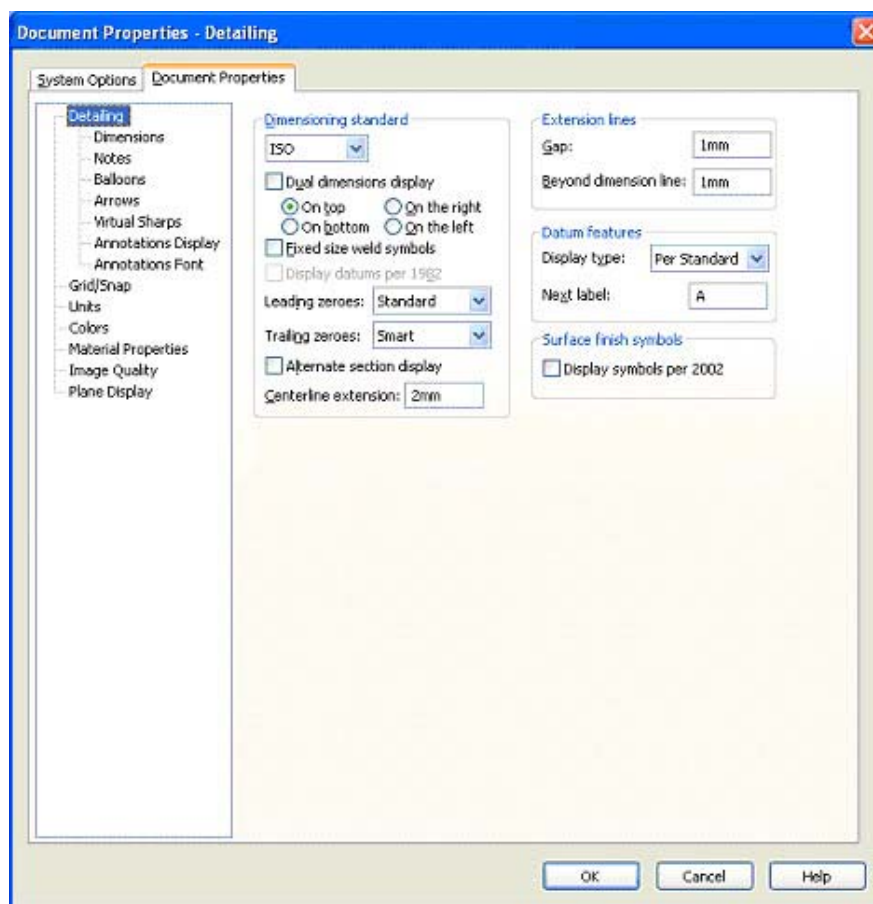 Document Properties - Detailing
System Options
Document Properties
Detailing
Dimensions
Notes
Balloons
Arrows
Virtual Sharps
Annotations Display
Annotations Font
Grid/Snap
Units
Colors
Material Properties
Image Quality
Plane Display
Dimensioning standard
ISO
Dual dimensions display
On top On the right
On bottom On the left
Fixed size weld symbols
Display datums per 1982
Leading zeroes: Standard
Trailing zeroes: Smart
Alternate section display
Centerline extension: 2mm
Extension lines
Gap: 1mm
Beyond dimension line: 1mm
Datum features
Display type: Per Standard
Next label: A
Surface finish symbols
Display symbols per 2002
OK Cancel Help